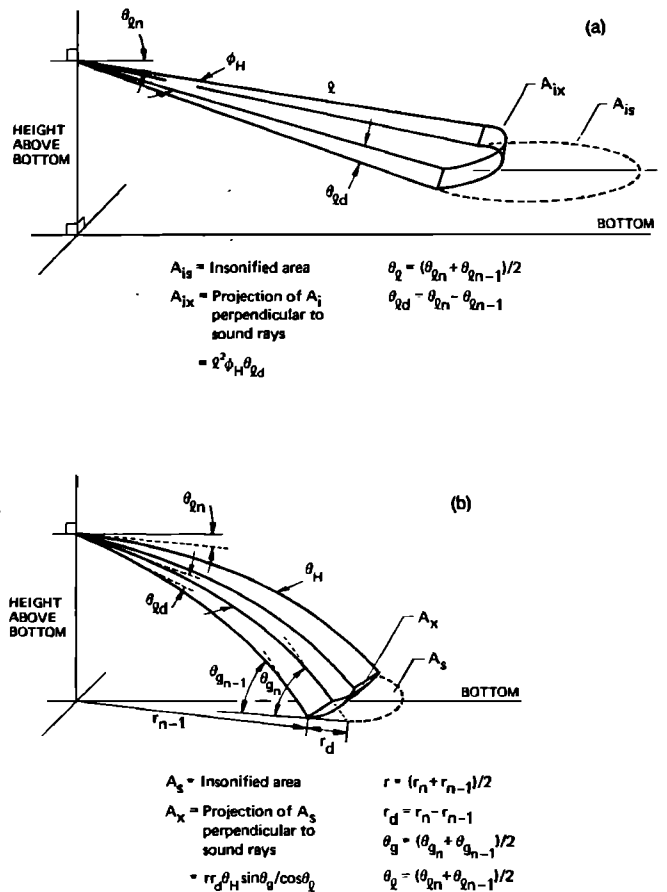 (a)
θℓn
ϕH
ℓ
Aix
Ais
HEIGHT
ABOVE
BOTTOM
θℓd
BOTTOM
Ais = Insonified area
θℓ = (θℓn + θℓn−1)/2
Aix = Projection of Ai
perpendicular to
sound rays
θℓd = θℓn − θℓn−1
= ℓ²ϕHθℓd
(b)
θℓn
θH
HEIGHT
ABOVE
BOTTOM
θℓd
Ax
As
θgn−1
θgn
BOTTOM
rn−1
rd
As = Insonified area
r = (rn + rn−1)/2
Ax = Projection of As
perpendicular to
sound rays
rd = rn − rn−1
θg = (θgn + θgn−1)/2
= rrdθH sinθg/cosθℓ
θℓ = (θℓn + θℓn−1)/2